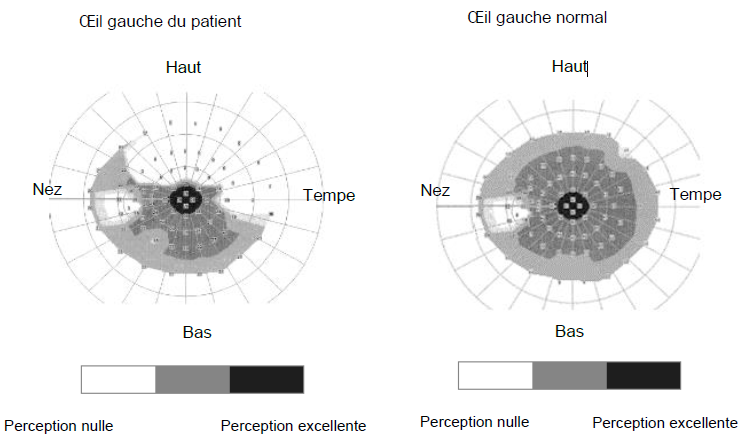 Œil gauche du patient
Haut
Nez
Tempe
Bas
Perception nulle
Perception excellente
Œil gauche normal
Haut
Nez
Tempe
Bas
Perception nulle
Perception excellente